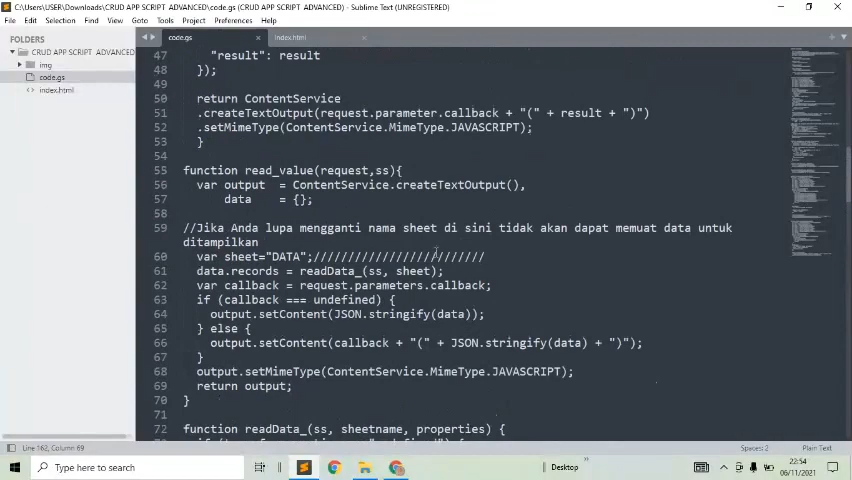 C:\Users\USER\Downloads\CRUD APP SCRIPT ADVANCED\code.gs (CRUD APP SCRIPT ADVANCED) - Sublime Text (UNREGISTERED)
File Edit Selection Find View Goto Tools Project Preferences Help
FOLDERS
CRUD APP SCRIPT ADVANCED
img
code.gs
index.html
code.gs
index.html
47 "result": result
48 });
49
50 return ContentService
51 .createTextOutput(request.parameter.callback + "(" + result + ")")
52 .setMimeType(ContentService.MimeType.JAVASCRIPT);
53 }
54
55 function read_value(request,ss){
56 var output  = ContentService.createTextOutput(),
57 data    = {};
58
59 //Jika Anda lupa mengganti nama sheet di sini tidak akan dapat memuat data untuk
ditampilkan
60 var sheet="DATA";/////////////////////////
61 data.records = readData_(ss, sheet);
62 var callback = request.parameters.callback;
63 if (callback === undefined) {
64 output.setContent(JSON.stringify(data));
65 } else {
66 output.setContent(callback + "(" + JSON.stringify(data) + ")");
67 }
68 output.setMimeType(ContentService.MimeType.JAVASCRIPT);
69 return output;
70 }
71
72 function readData_(ss, sheetname, properties) {
Line 162, Column 69
Spaces: 2
Plain Text
Type here to search
Desktop
22:54
06/11/2021